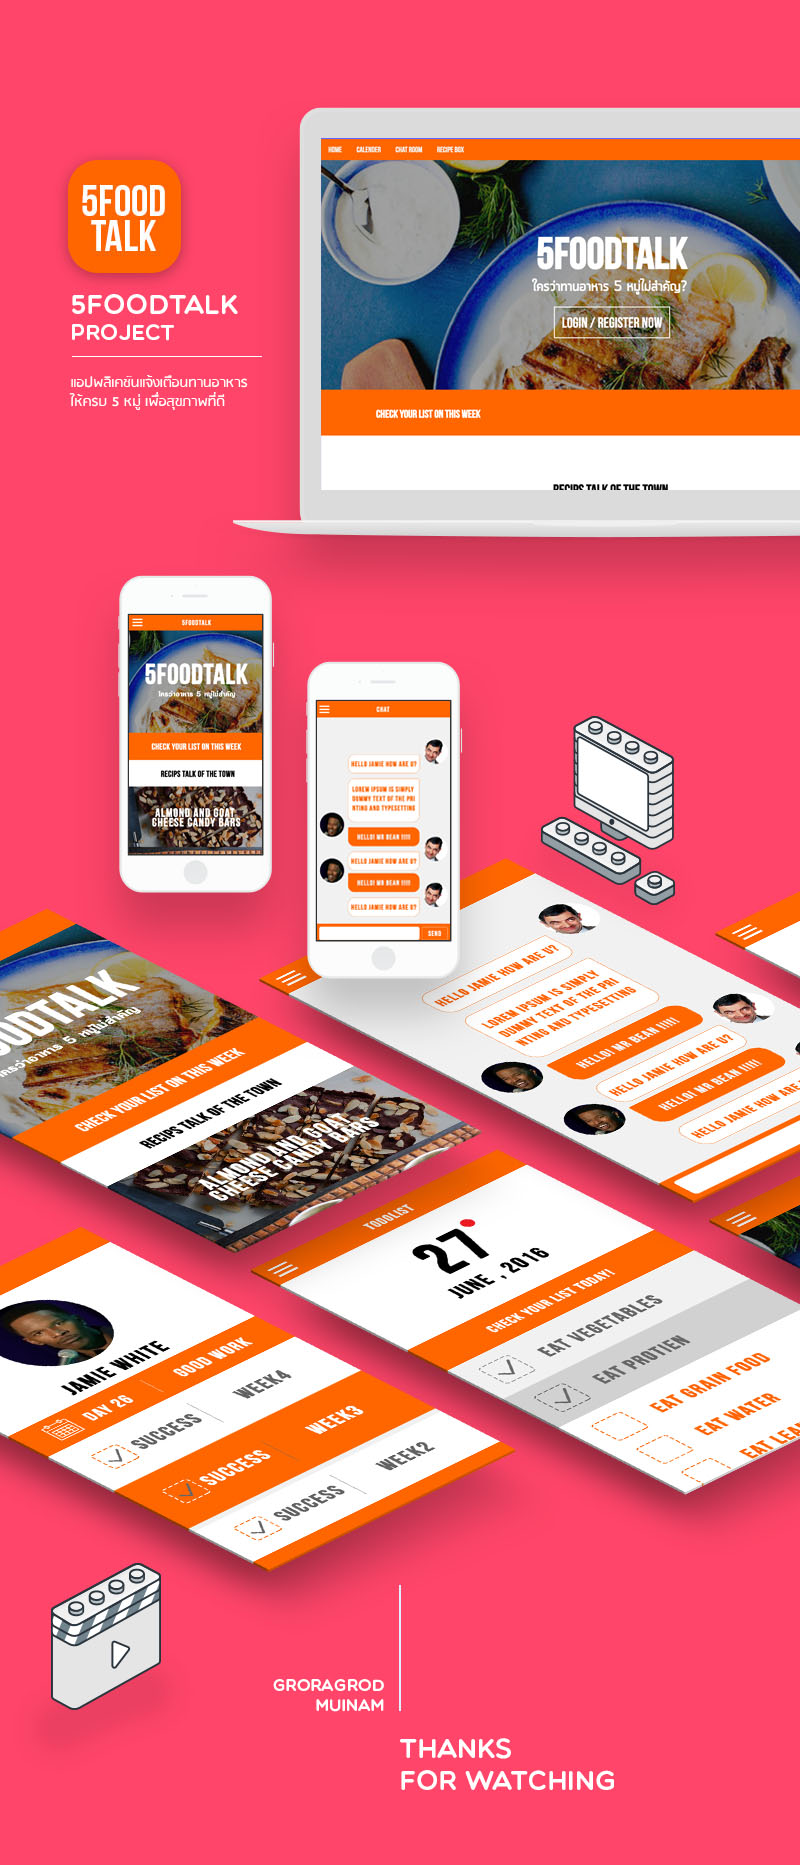 5FOOD
TALK
5FOODTALK
PROJECT
แอปพลิเคชันแจ้งเตือนทานอาหาร
ให้ครบ 5 หมู่ เพื่อสุขภาพที่ดี
HOME CALENDER CHAT ROOM RECIPE BOX
5FOODTALK
ใครว่าทานอาหาร 5 หมู่ไม่สำคัญ?
LOGIN / REGISTER NOW
CHECK YOUR LIST ON THIS WEEK
RECIPS TALK OF THE TOWN
5FOODTALK
5FOODTALK
ใครว่าอาหาร 5 หมู่ไม่สำคัญ
CHECK YOUR LIST ON THIS WEEK
RECIPS TALK OF THE TOWN
ALMOND AND GOAT
CHEESE CANDY BARS
CHAT
HELLO JAMIE HOW ARE U?
LOREM IPSUM IS SIMPLY
DUMMY TEXT OF THE PRI
NTING AND TYPESETTING
HELLO! MR BEAN !!!!!
HELLO JAMIE HOW ARE U?
HELLO! MR BEAN !!!!!
HELLO JAMIE HOW ARE U?
SEND
OODTALK
ใครว่าอาหาร 5 หมู่ไม่สำคัญ
CHECK YOUR LIST ON THIS WEEK
RECIPS TALK OF THE TOWN
ALMOND AND GOAT
CHEESE CANDY BARS
HELLO JAMIE HOW ARE U?
LOREM IPSUM IS SIMPLY
DUMMY TEXT OF THE PRI
NTING AND TYPESETTING
HELLO! MR BEAN !!!!!
HELLO JAMIE HOW ARE U?
HELLO! MR BEAN !!!!!
HELLO JAMIE HOW ARE
TODOLIST
27
JUNE , 2016
CHECK YOUR LIST TODAY!
EAT VEGETABLES
EAT PROTIEN
EAT GRAIN FOOD
EAT WATER
EAT LEA
JAMIE WHITE
DAY 26 GOOD WORK
SUCCESS WEEK4
SUCCESS WEEK3
SUCCESS WEEK2
GRORAGROD
MUINAM
THANKS
FOR WATCHING